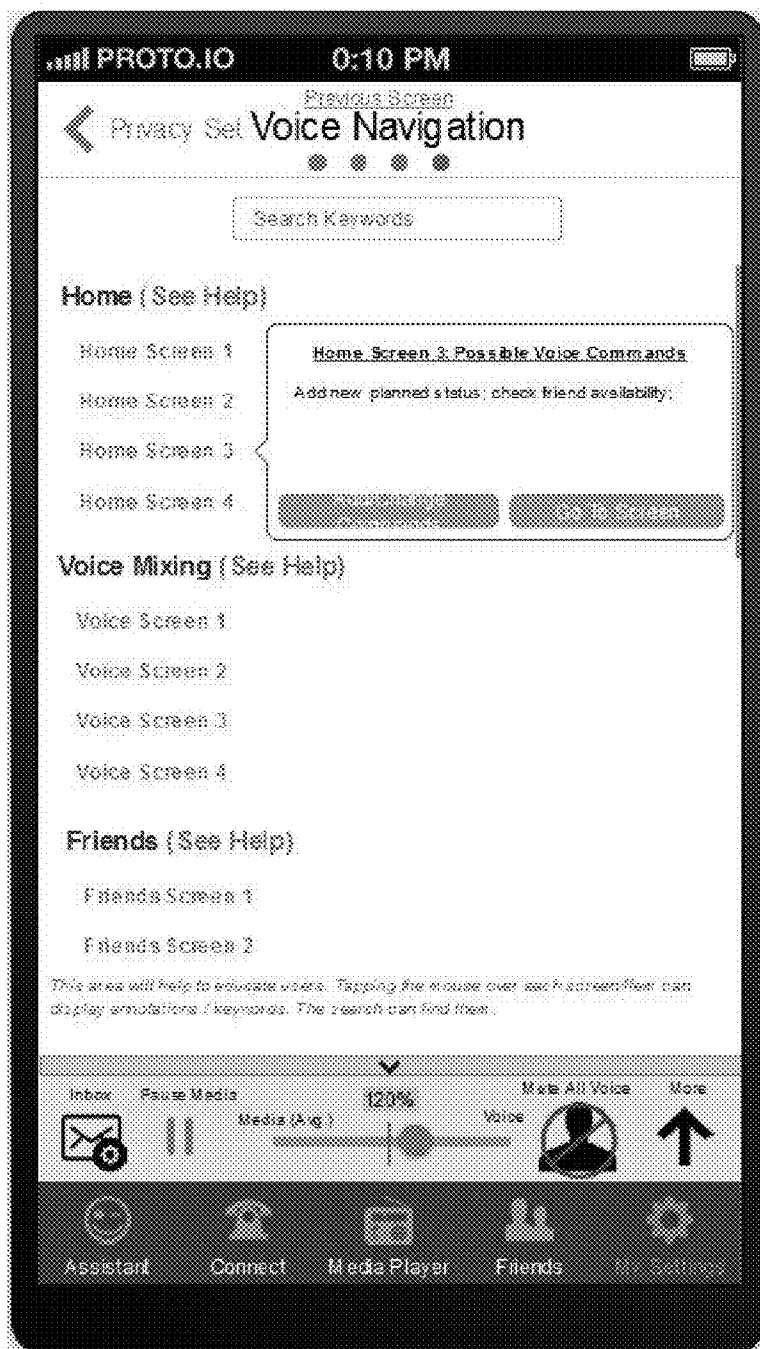 PROTO.IO 0:10 PM
Previous Screen
Privacy Set Voice Navigation
Search Keywords
Home (See Help)
Home Screen 1
Home Screen 2
Home Screen 3
Home Screen 4
Home Screen 3: Possible Voice Commands
Add new planned status; check friend availability;
Go To Screen
Voice Mixing (See Help)
Voice Screen 1
Voice Screen 2
Voice Screen 3
Voice Screen 4
Friends (See Help)
Friends Screen 1
Friends Screen 2
This area will help to educate users. Tapping the mouse over each screen/item can
display annotations / keywords. The search can find them.
Inbox Pause Media Media (Avg.) 120% Voice Mute All Voice More
Assistant Connect Media Player Friends My Settings